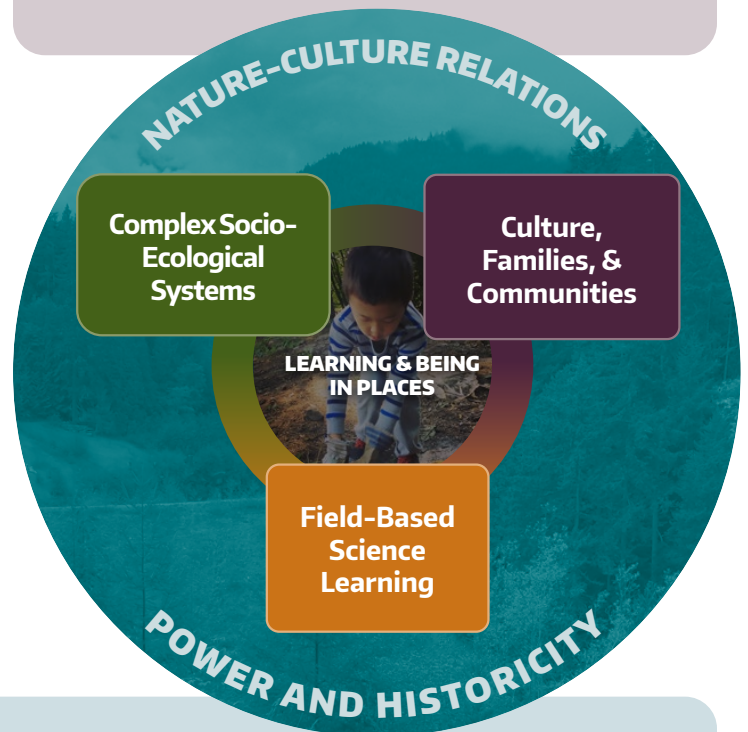 NATURE-CULTURE RELATIONS
Complex Socio-
Ecological
Systems
Culture,
Families, &
Communities
LEARNING & BEING
IN PLACES
Field-Based
Science
Learning
POWER AND HISTORICITY